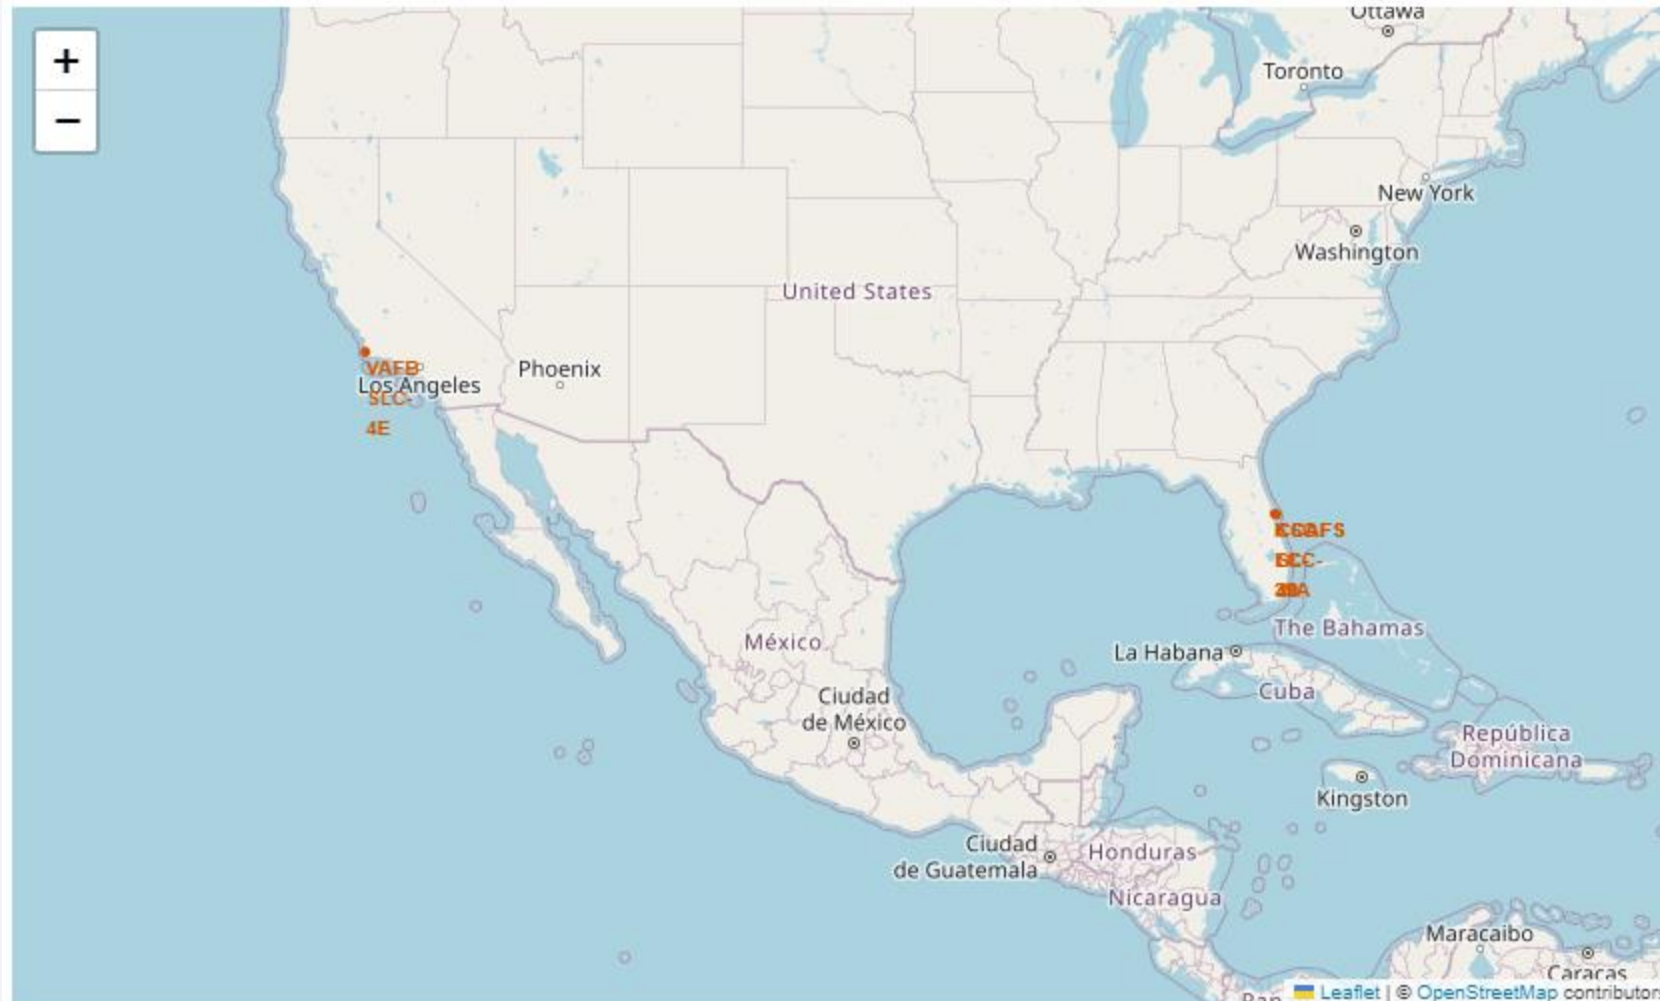 +
−
Ottawa
Toronto
New York
Washington
United States
VAFB
SLC-
4E
Los Angeles
Phoenix
México
Ciudad
de México
La Habana
The Bahamas
Cuba
República
Dominicana
Kingston
Ciudad
de Guatemala
Honduras
Nicaragua
Maracaibo
Caracas
Leaflet | © OpenStreetMap contributors